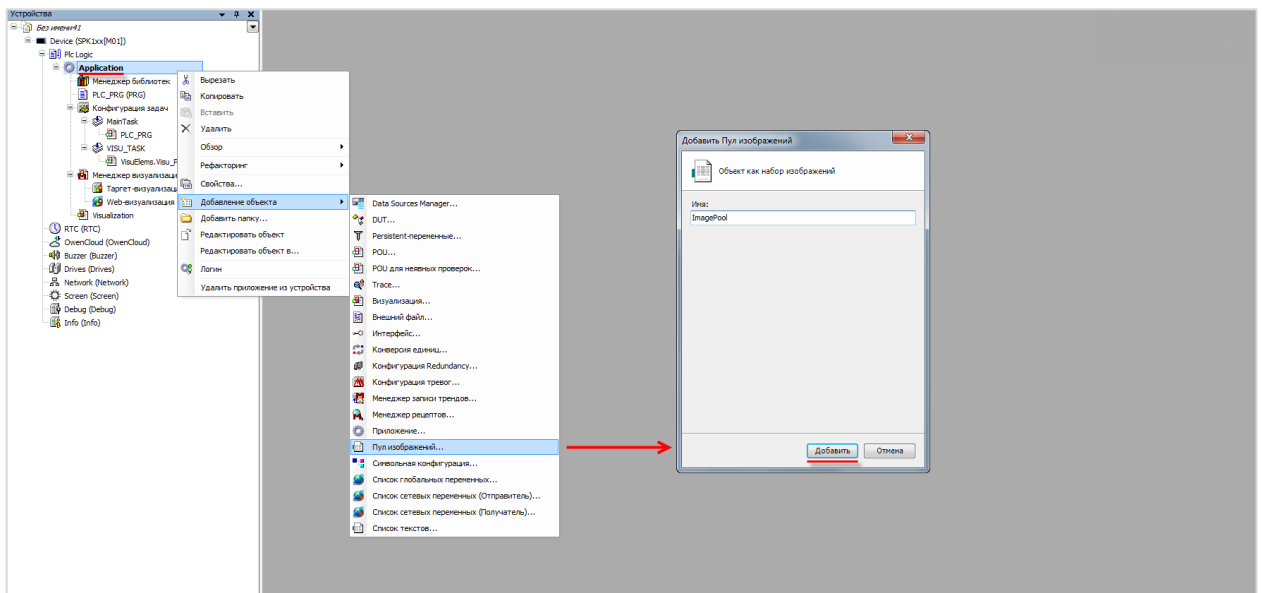 Устройства
Без имени41
Device (SPK1xx[M01])
Plc Logic
Application
Менеджер библиотек
PLC_PRG (PRG)
Конфигурация задач
MainTask
PLC_PRG
VISU_TASK
VisuElems.Visu_P
Менеджер визуализаци
Таргет-визуализац
Web-визуализация
Visualization
RTC (RTC)
OwenCloud (OwenCloud)
Buzzer (Buzzer)
Drives (Drives)
Network (Network)
Screen (Screen)
Debug (Debug)
Info (Info)
Вырезать
Копировать
Вставить
Удалить
Обзор
Рефакторинг
Свойства...
Добавление объекта
Добавить папку...
Редактировать объект
Редактировать объект в...
Логин
Удалить приложение из устройства
Data Sources Manager...
DUT...
Persistent-переменные...
POU...
POU для неявных проверок...
Trace...
Визуализация...
Внешний файл...
Интерфейс...
Конверсия единиц...
Конфигурация Redundancy...
Конфигурация тревог...
Менеджер записи трендов...
Менеджер рецептов...
Приложение...
Пул изображений...
Символьная конфигурация...
Список глобальных переменных...
Список сетевых переменных (Отправитель)...
Список сетевых переменных (Получатель)...
Список текстов...
Добавить Пул изображений
Объект как набор изображений
Имя:
ImagePool
Добавить
Отмена